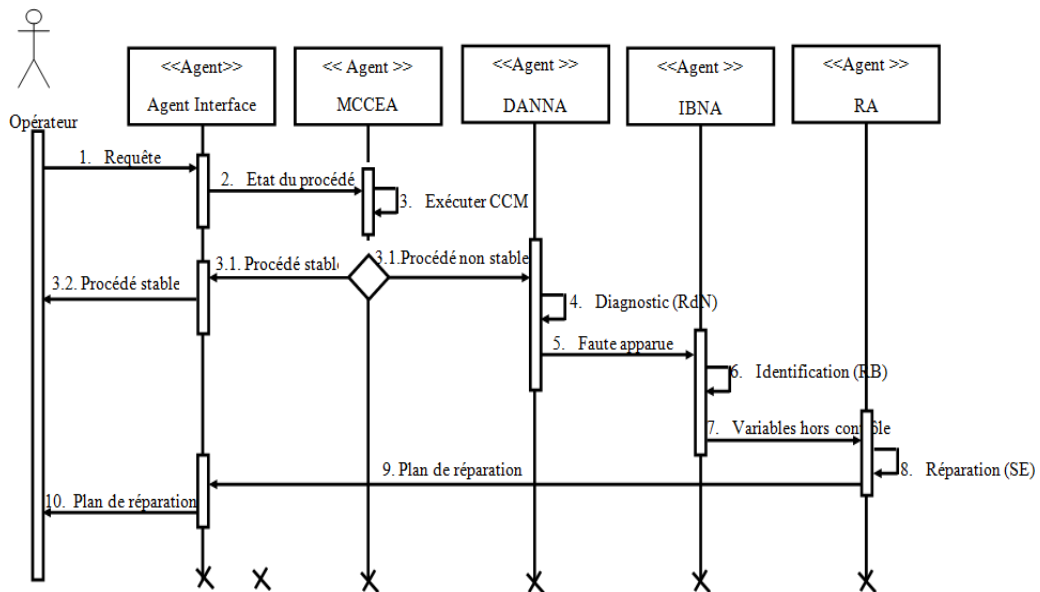 <<Agent>>
Agent Interface
<< Agent >>
MCCEA
<<Agent>>
DANNA
<<Agent>>
IBNA
<<Agent>>
RA
Opérateur
1. Requête
2. Etat du procédé
3. Exécuter CCM
3.1. Procédé stable
3.1.Procédé non stable
3.2. Procédé stable
4. Diagnostic (RdN)
5. Faute apparue
6. Identification (RB)
7. Variables hors contrôle
8. Réparation (SE)
9. Plan de réparation
10. Plan de réparation